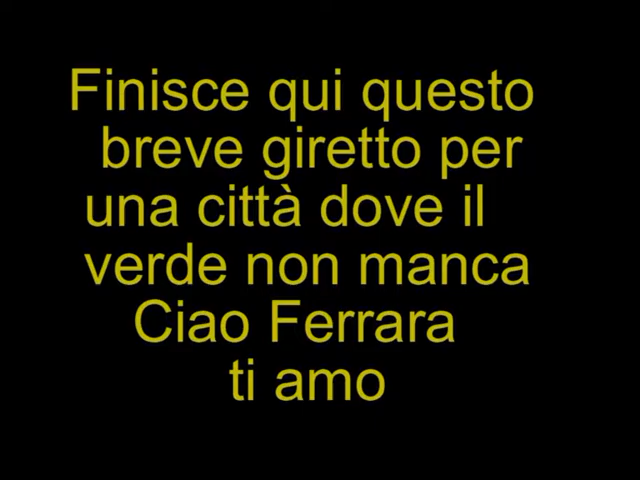 Finisce qui questo
breve giretto per
una città dove il
verde non manca
Ciao Ferrara
ti amo